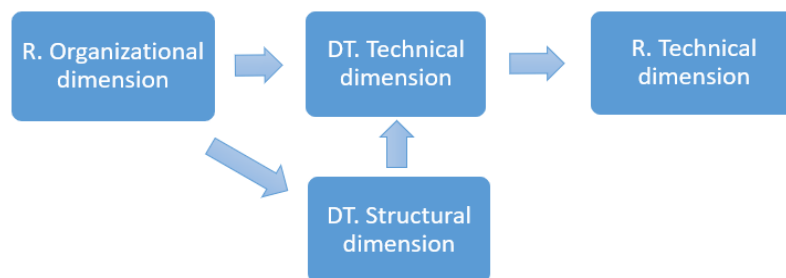 R. Organizational
dimension
DT. Technical
dimension
R. Technical
dimension
DT. Structural
dimension